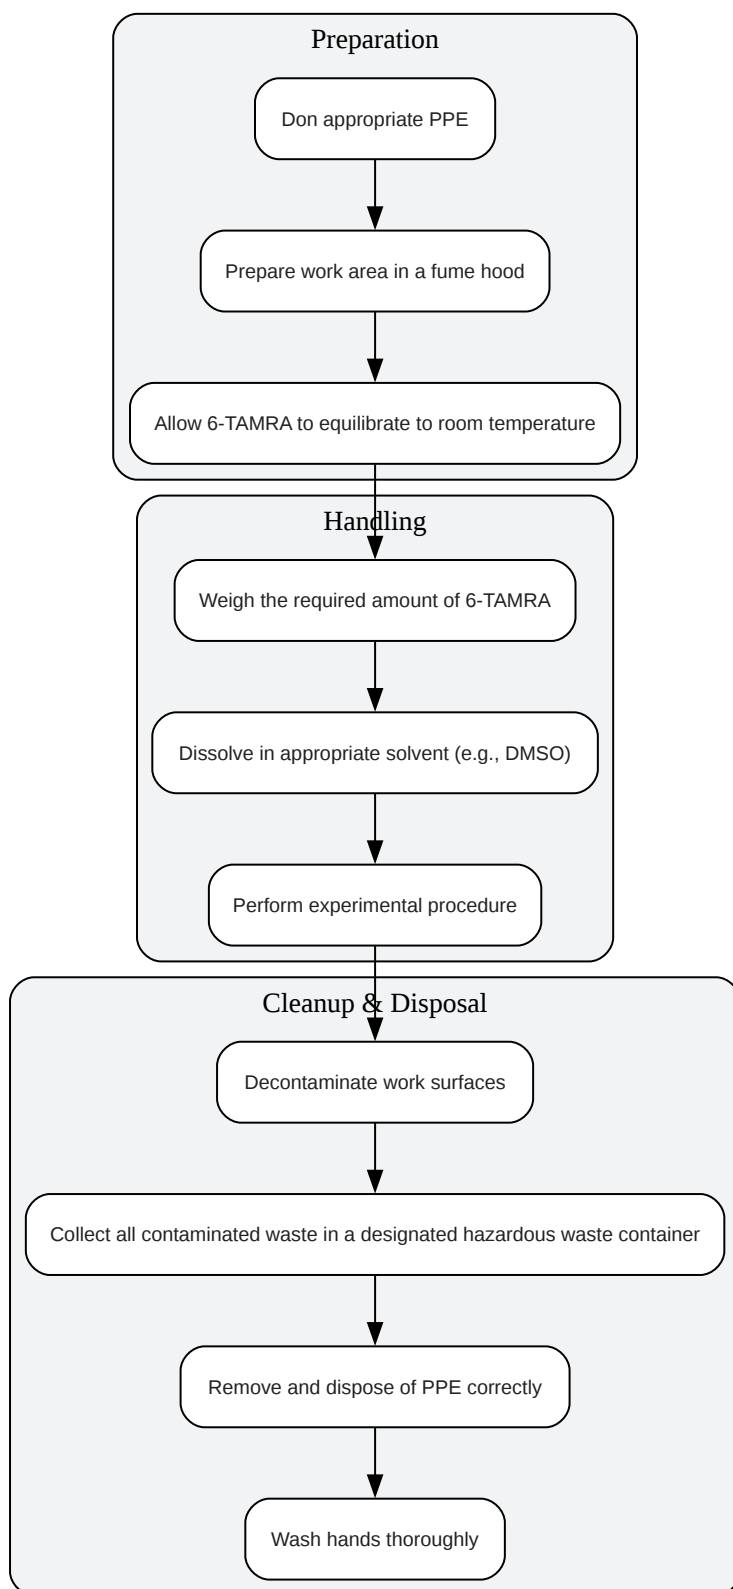 Preparation
Don appropriate PPE
Prepare work area in a fume hood
Allow 6-TAMRA to equilibrate to room temperature
Handling
Weigh the required amount of 6-TAMRA
Dissolve in appropriate solvent (e.g., DMSO)
Perform experimental procedure
Cleanup & Disposal
Decontaminate work surfaces
Collect all contaminated waste in a designated hazardous waste container
Remove and dispose of PPE correctly
Wash hands thoroughly